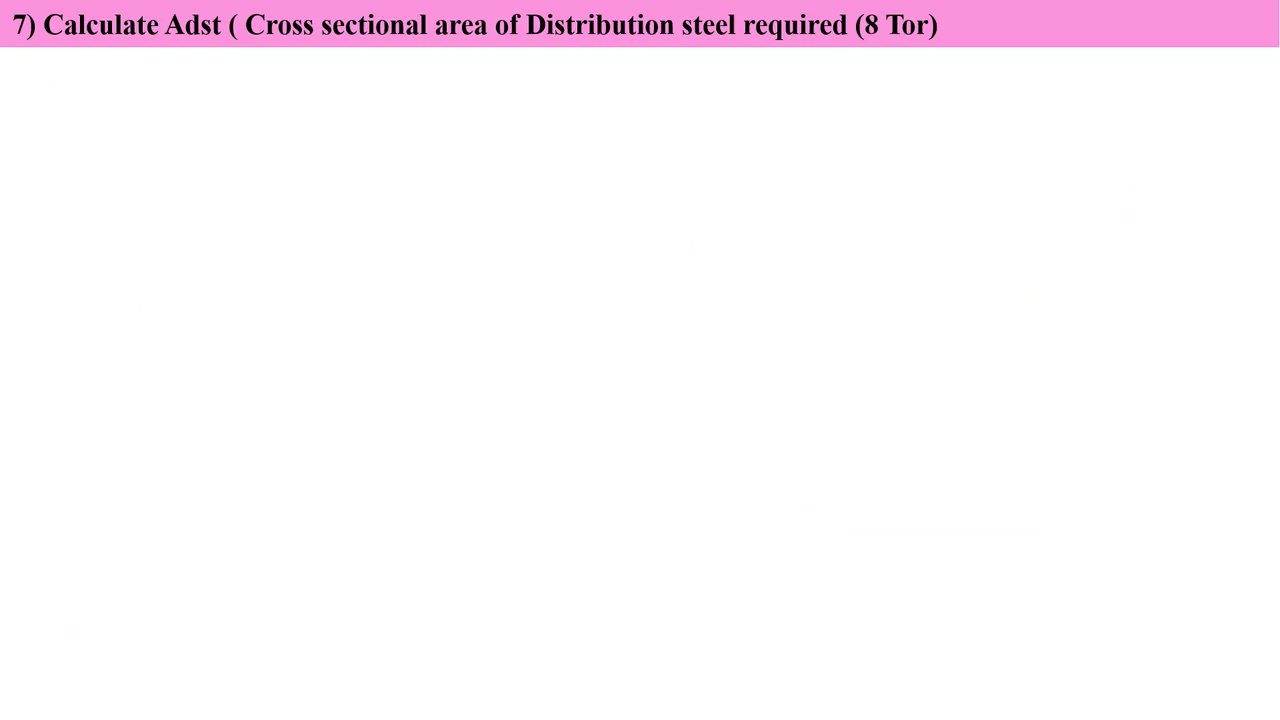 7) Calculate Adst ( Cross sectional area of Distribution steel required (8 Tor)